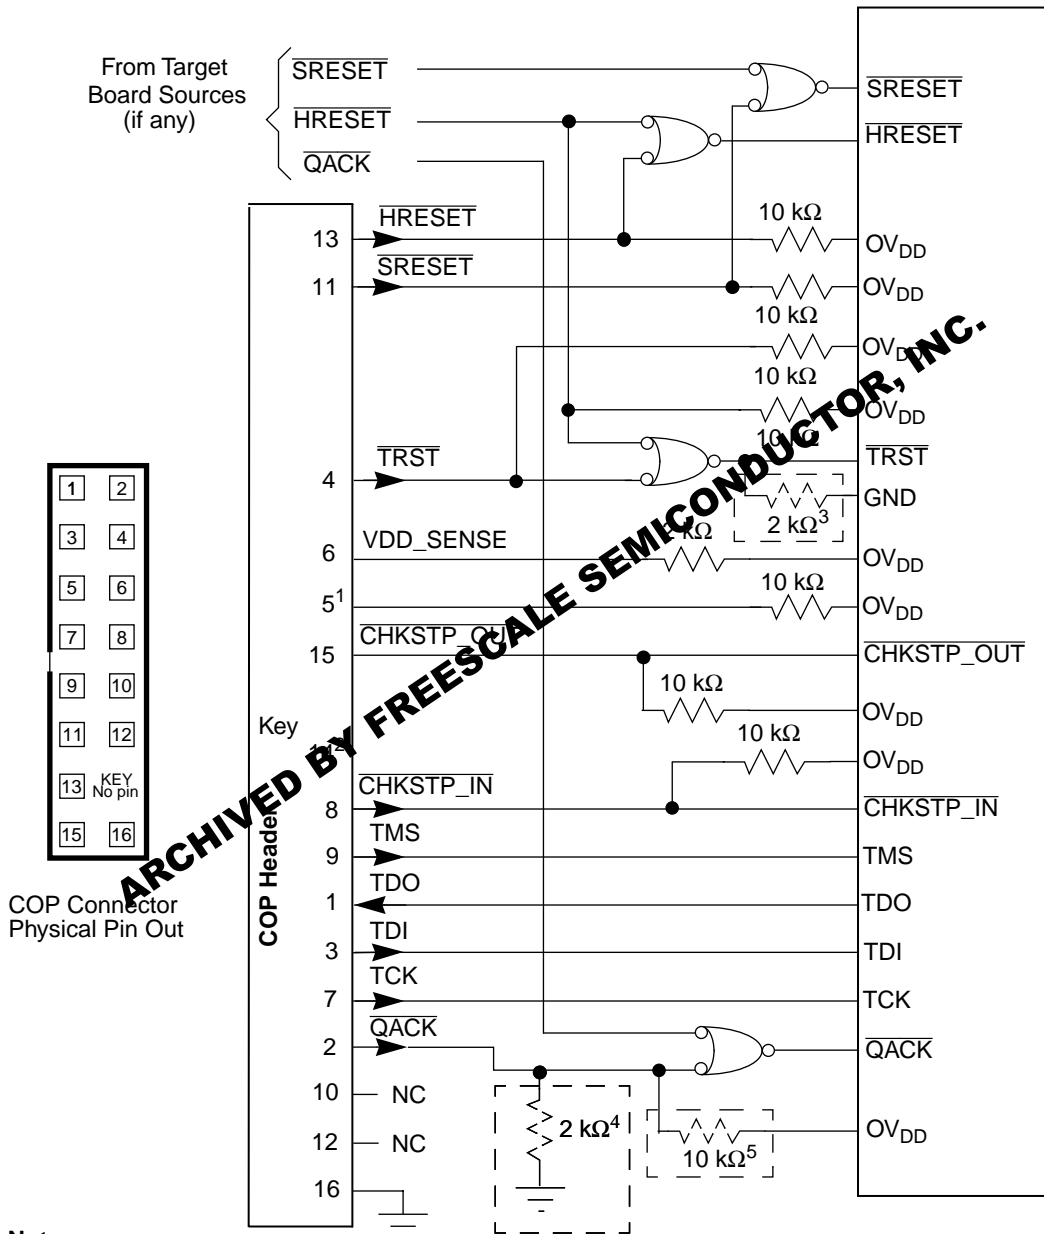 From Target
Board Sources
(if any)
SRESET
HRESET
QACK
SRESET
HRESET
13
HRESET
10 kΩ
OVDD
11
SRESET
10 kΩ
OVDD
10 kΩ
OVDD
10 kΩ
OVDD
4
TRST
TRST
2 kΩ3
GND
6
VDD_SENSE
2 kΩ
OVDD
51
10 kΩ
OVDD
15
CHKSTP_OUT
CHKSTP_OUT
10 kΩ
OVDD
Key
142
10 kΩ
OVDD
8
CHKSTP_IN
CHKSTP_IN
9
TMS
TMS
1
TDO
TDO
3
TDI
TDI
7
TCK
TCK
2
QACK
QACK
10
NC
2 kΩ4
10 kΩ5
OVDD
12
NC
16
COP Header
1 2
3 4
5 6
7 8
9 10
11 12
13 KEY
No pin
15 16
COP Connector
Physical Pin Out
ARCHIVED BY FREESCALE SEMICONDUCTOR, INC.